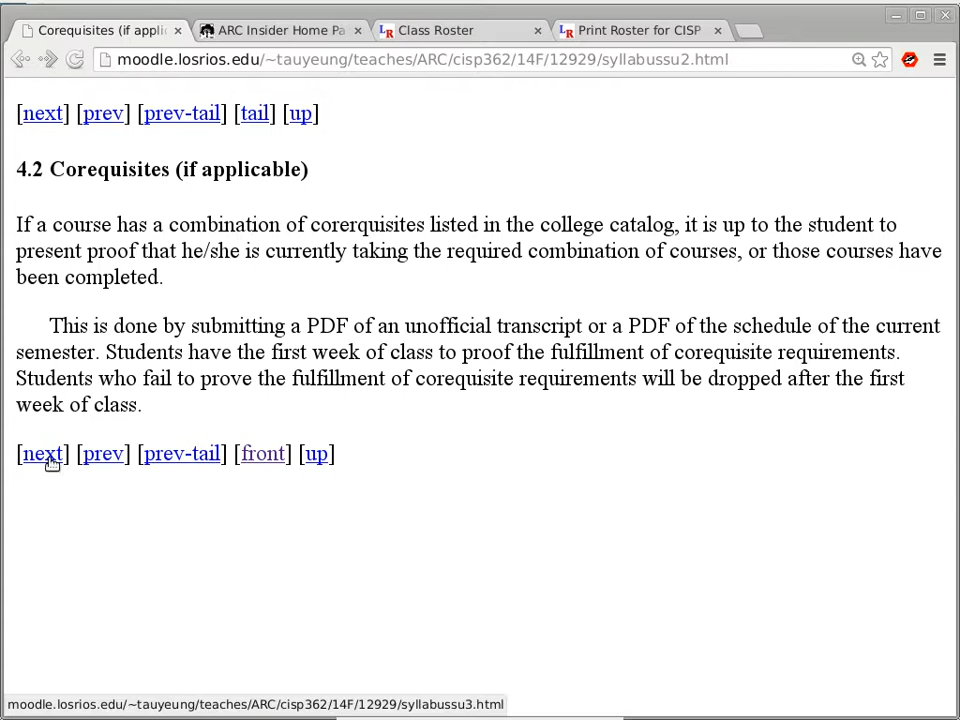 Corequisites (if appli
ARC Insider Home Pa
Class Roster
Print Roster for CISP
moodle.losrios.edu/~tauyeung/teaches/ARC/cisp362/14F/12929/syllabussu2.html
[next] [prev] [prev-tail] [tail] [up]
4.2 Corequisites (if applicable)
If a course has a combination of corerquisites listed in the college catalog, it is up to the student to
present proof that he/she is currently taking the required combination of courses, or those courses have
been completed.
This is done by submitting a PDF of an unofficial transcript or a PDF of the schedule of the current
semester. Students have the first week of class to proof the fulfillment of corequisite requirements.
Students who fail to prove the fulfillment of corequisite requirements will be dropped after the first
week of class.
[next] [prev] [prev-tail] [front] [up]
moodle.losrios.edu/~tauyeung/teaches/ARC/cisp362/14F/12929/syllabussu3.html